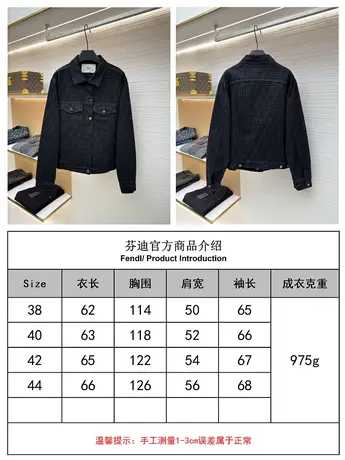 芬迪官方商品介绍
Fendi/ Product Introduction
Size 衣长 胸围 肩宽 袖长 成衣克重
38 62 114 50 65
40 63 118 52 66
42 65 122 54 67
44 66 126 56 68
975g
温馨提示：手工测量1-3cm误差属于正常